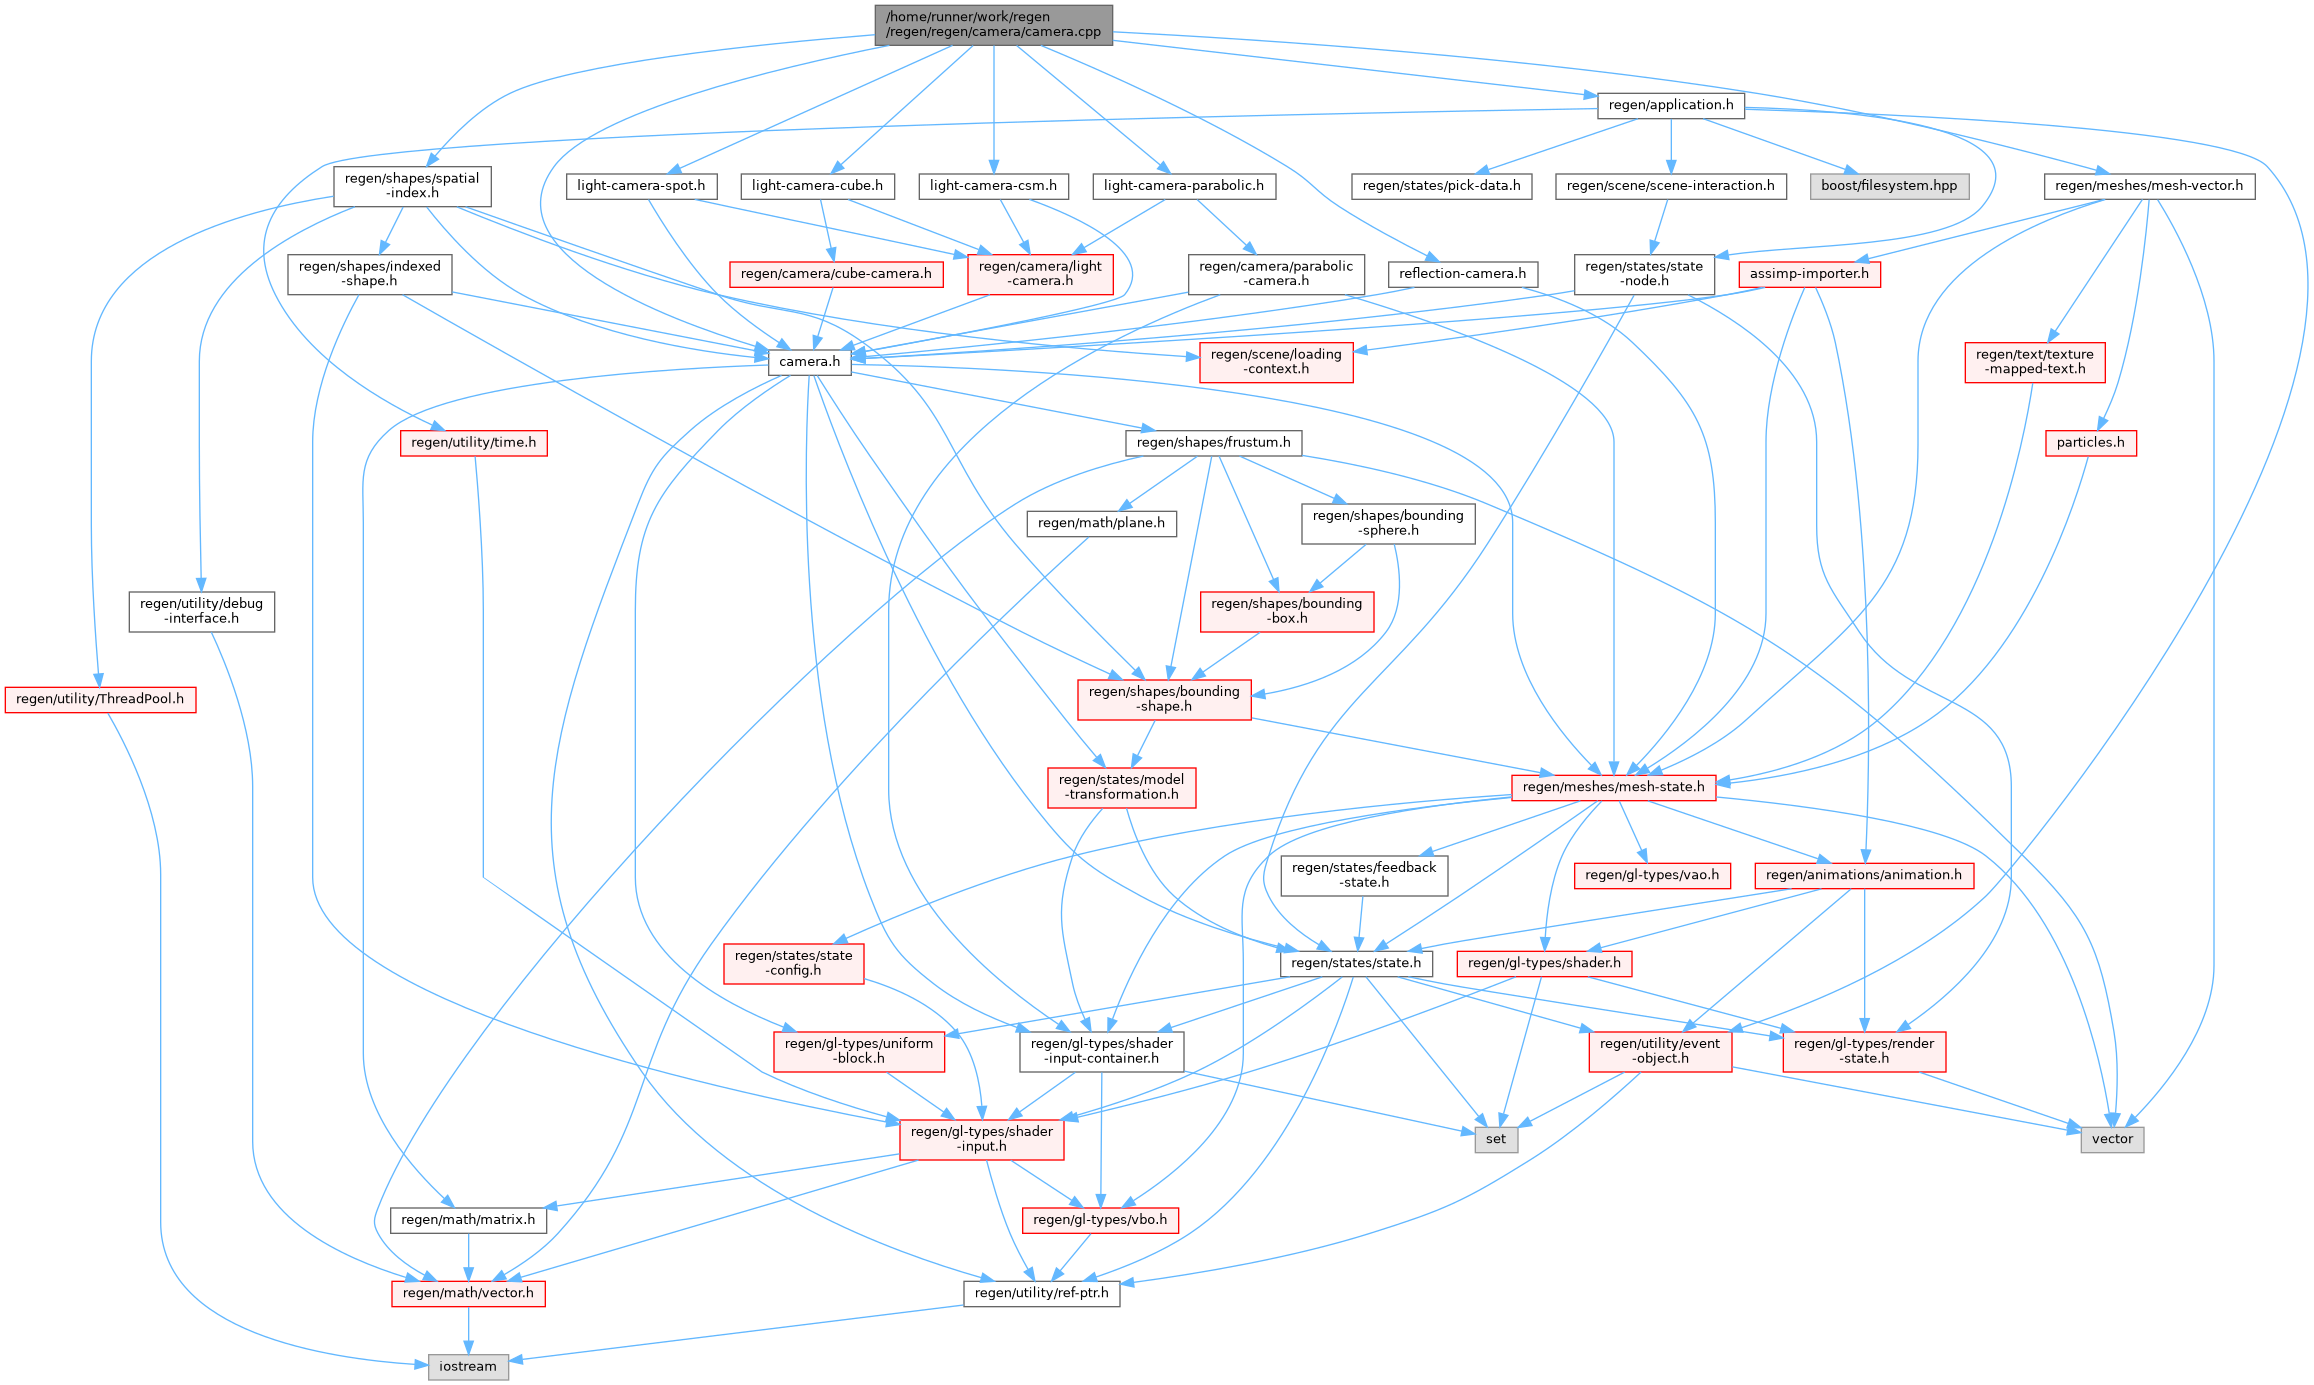 /home/runner/work/regen
/regen/regen/camera/camera.cpp
regen/application.h
regen/shapes/spatial
-index.h
light-camera-spot.h
light-camera-cube.h
light-camera-csm.h
light-camera-parabolic.h
regen/states/pick-data.h
regen/scene/scene-interaction.h
boost/filesystem.hpp
regen/meshes/mesh-vector.h
regen/shapes/indexed
-shape.h
regen/camera/cube-camera.h
regen/camera/light
-camera.h
regen/camera/parabolic
-camera.h
reflection-camera.h
regen/states/state
-node.h
assimp-importer.h
camera.h
regen/scene/loading
-context.h
regen/text/texture
-mapped-text.h
regen/utility/time.h
regen/shapes/frustum.h
particles.h
regen/math/plane.h
regen/shapes/bounding
-sphere.h
regen/utility/debug
-interface.h
regen/shapes/bounding
-box.h
regen/utility/ThreadPool.h
regen/shapes/bounding
-shape.h
regen/states/model
-transformation.h
regen/meshes/mesh-state.h
regen/states/feedback
-state.h
regen/gl-types/vao.h
regen/animations/animation.h
regen/states/state
-config.h
regen/states/state.h
regen/gl-types/shader.h
regen/gl-types/uniform
-block.h
regen/gl-types/shader
-input-container.h
regen/utility/event
-object.h
regen/gl-types/render
-state.h
regen/gl-types/shader
-input.h
set
vector
regen/math/matrix.h
regen/gl-types/vbo.h
regen/math/vector.h
regen/utility/ref-ptr.h
iostream